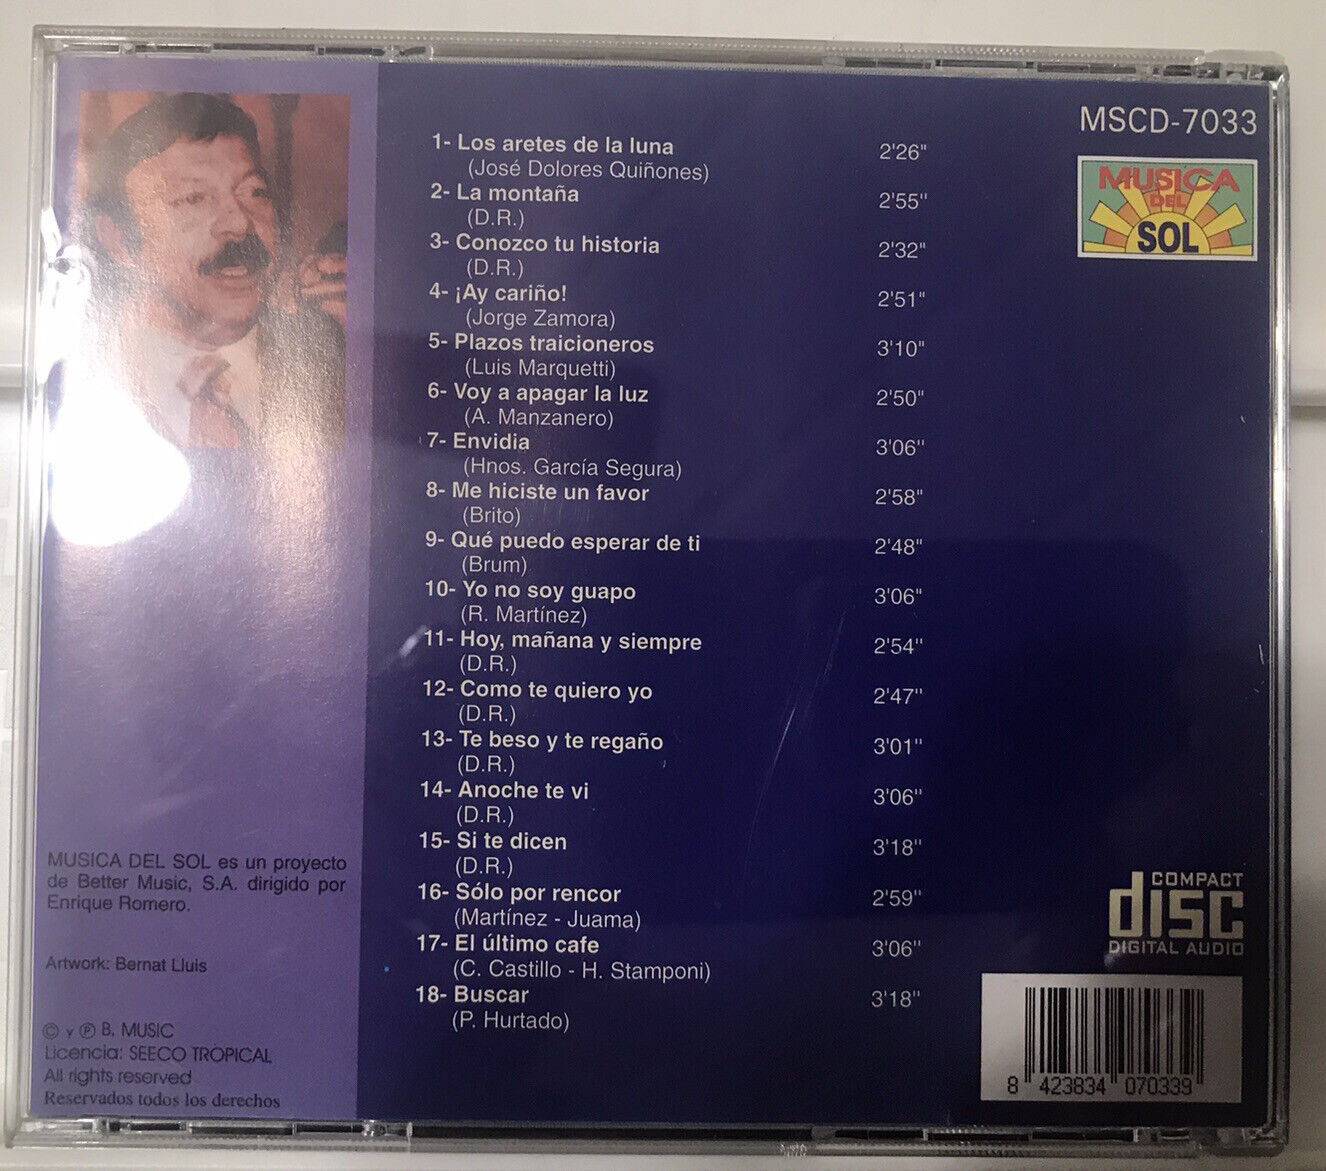 1- Los aretes de la luna 2'26"
(José Dolores Quiñones)
2- La montaña 2'55"
(D.R.)
3- Conozco tu historia 2'32"
(D.R.)
4- ¡Ay cariño! 2'51"
(Jorge Zamora)
5- Plazos traicioneros 3'10"
(Luis Marquetti)
6- Voy a apagar la luz 2'50"
(A. Manzanero)
7- Envidia 3'06"
(Hnos. García Segura)
8- Me hiciste un favor 2'58"
(Brito)
9- Qué puedo esperar de ti 2'48"
(Brum)
10- Yo no soy guapo 3'06"
(R. Martínez)
11- Hoy, mañana y siempre 2'54"
(D.R.)
12- Como te quiero yo 2'47"
(D.R.)
13- Te beso y te regaño 3'01"
(D.R.)
14- Anoche te vi 3'06"
(D.R.)
15- Si te dicen 3'18"
(D.R.)
16- Sólo por rencor 2'59"
(Martínez - Juama)
17- El último cafe 3'06"
(C. Castillo - H. Stamponi)
18- Buscar 3'18"
(P. Hurtado)
MSCD-7033
MUSICA
DEL
SOL
MUSICA DEL SOL es un proyecto
de Better Music, S.A. dirigido por
Enrique Romero.
Artwork: Bernat Lluis
© y ℗ B. MUSIC
Licencia: SEECO TROPICAL
All rights reserved
Reservados todos los derechos
COMPACT
disc
DIGITAL AUDIO
8 423834 070339